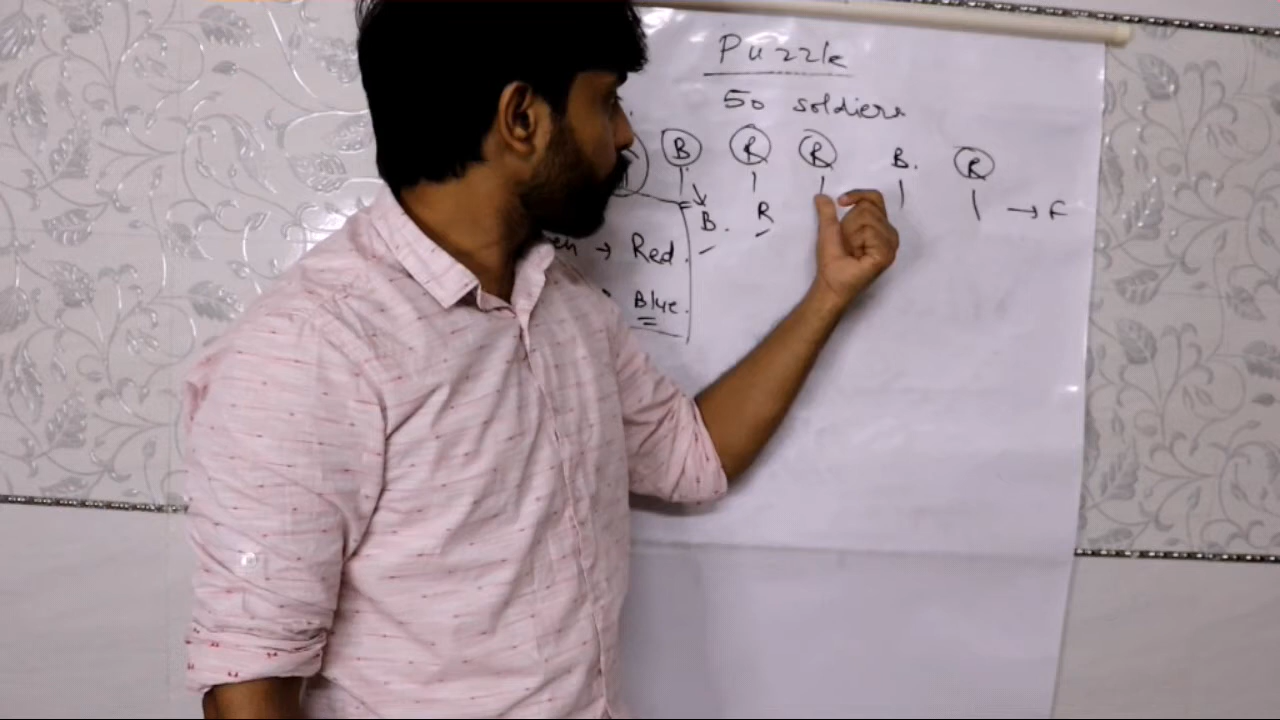 Puzzle
50 soldiers
B R R B. R
B. R → F
→ Red.
Blue.